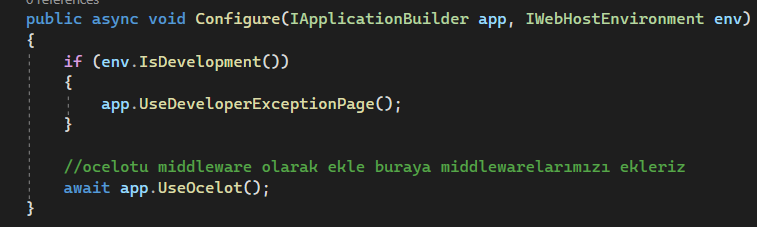 0 references
public async void Configure(IApplicationBuilder app, IWebHostEnvironment env)
{
if (env.IsDevelopment())
{
app.UseDeveloperExceptionPage();
}
//ocelotu middleware olarak ekle buraya middlewarelarımızı ekleriz
await app.UseOcelot();
}